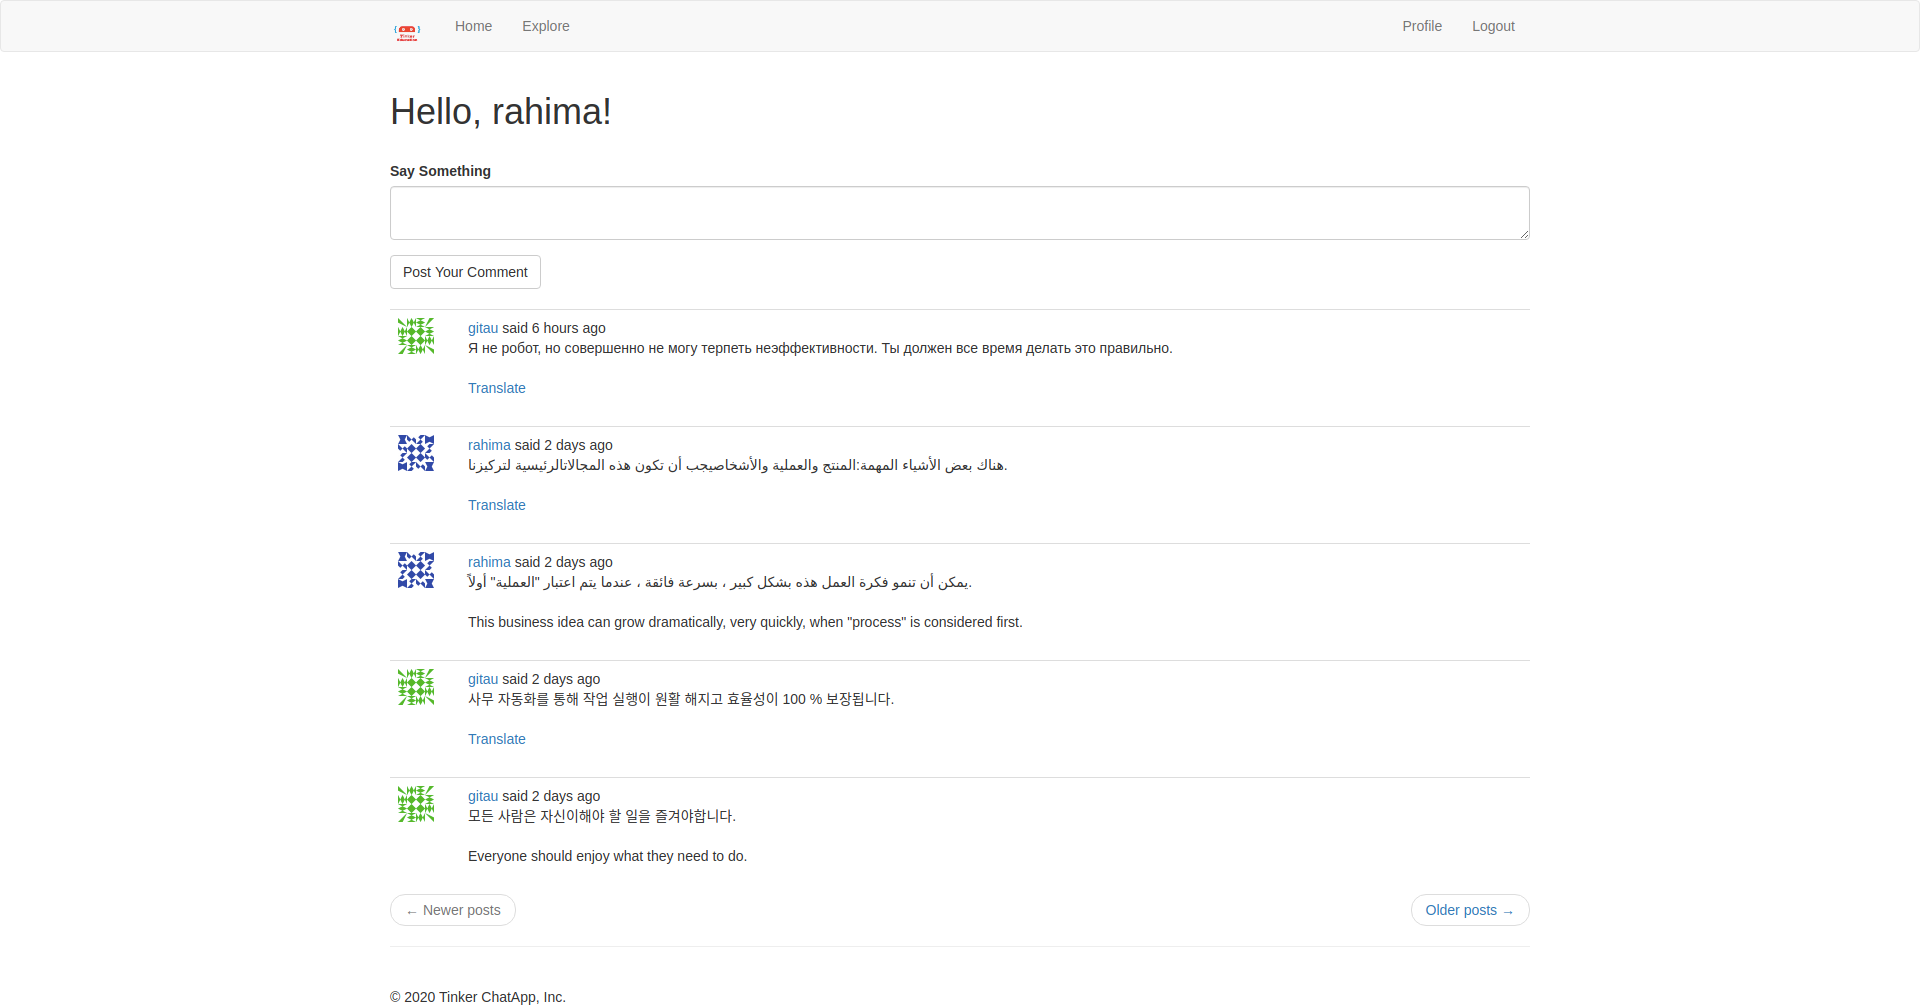 Tinker
Education
Home
Explore
Profile
Logout
Hello, rahima!
Say Something
Post Your Comment
gitau said 6 hours ago
Я не робот, но совершенно не могу терпеть неэффективности. Ты должен все время делать это правильно.
Translate
rahima said 2 days ago
هناك بعض الأشياء المهمة:المنتج والعملية والأشخاصيجب أن تكون هذه المجالاتالرئيسية لتركيزنا.
Translate
rahima said 2 days ago
يمكن أن تنمو فكرة العمل هذه بشكل كبير ، بسرعة فائقة ، عندما يتم اعتبار "العملية" أولاً.
This business idea can grow dramatically, very quickly, when "process" is considered first.
gitau said 2 days ago
사무 자동화를 통해 작업 실행이 원활 해지고 효율성이 100 % 보장됩니다.
Translate
gitau said 2 days ago
모든 사람은 자신이해야 할 일을 즐겨야합니다.
Everyone should enjoy what they need to do.
← Newer posts
Older posts →
© 2020 Tinker ChatApp, Inc.